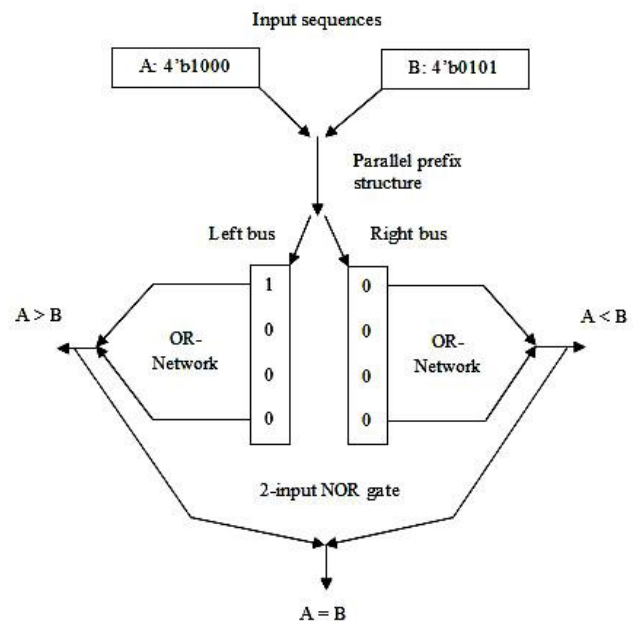 Input sequences
A: 4’b1000
B: 4’b0101
Parallel prefix
structure
Left bus
Right bus
1
0
0
0
0
0
0
0
A > B
OR-
Network
OR-
Network
A < B
2-input NOR gate
A = B